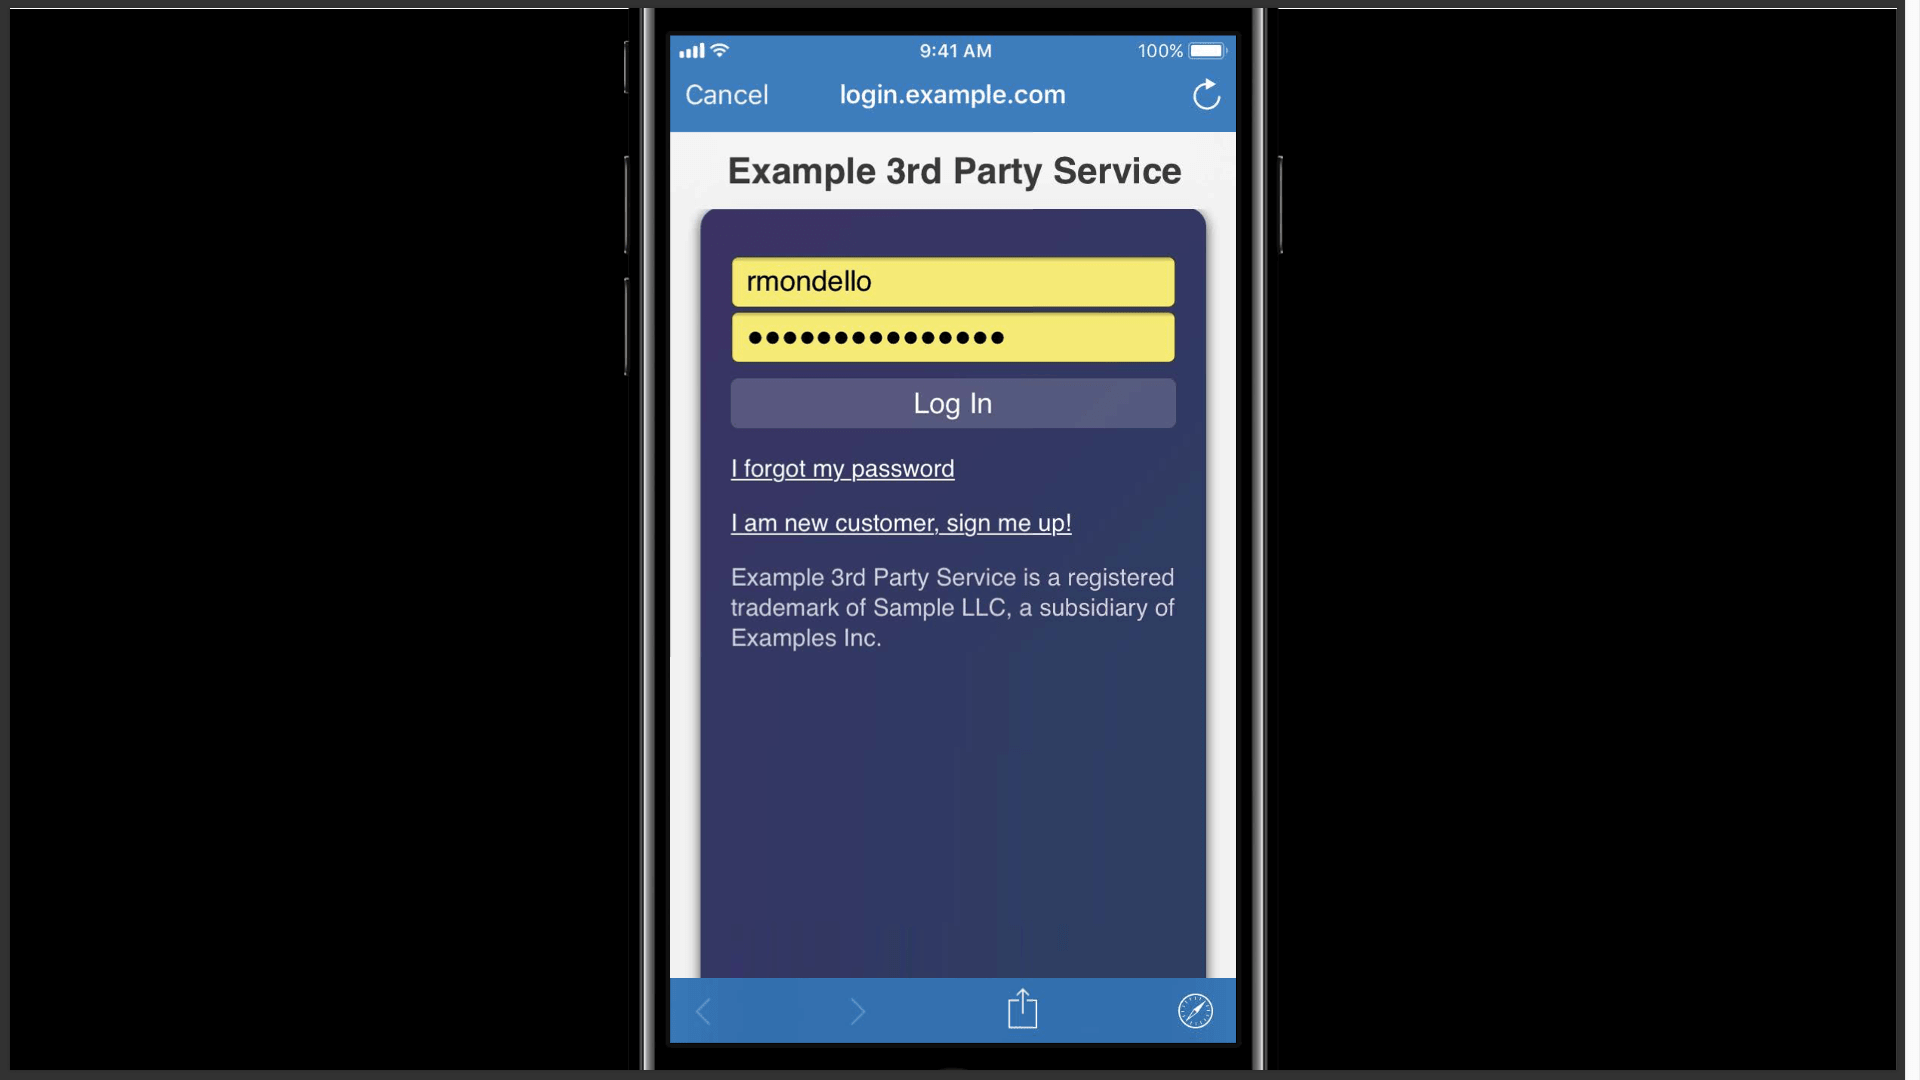 9:41 AM
100%
Cancel
login.example.com
Example 3rd Party Service
rmondello
●●●●●●●●●●●●●●●
Log In
I forgot my password
I am new customer, sign me up!
Example 3rd Party Service is a registered
trademark of Sample LLC, a subsidiary of
Examples Inc.